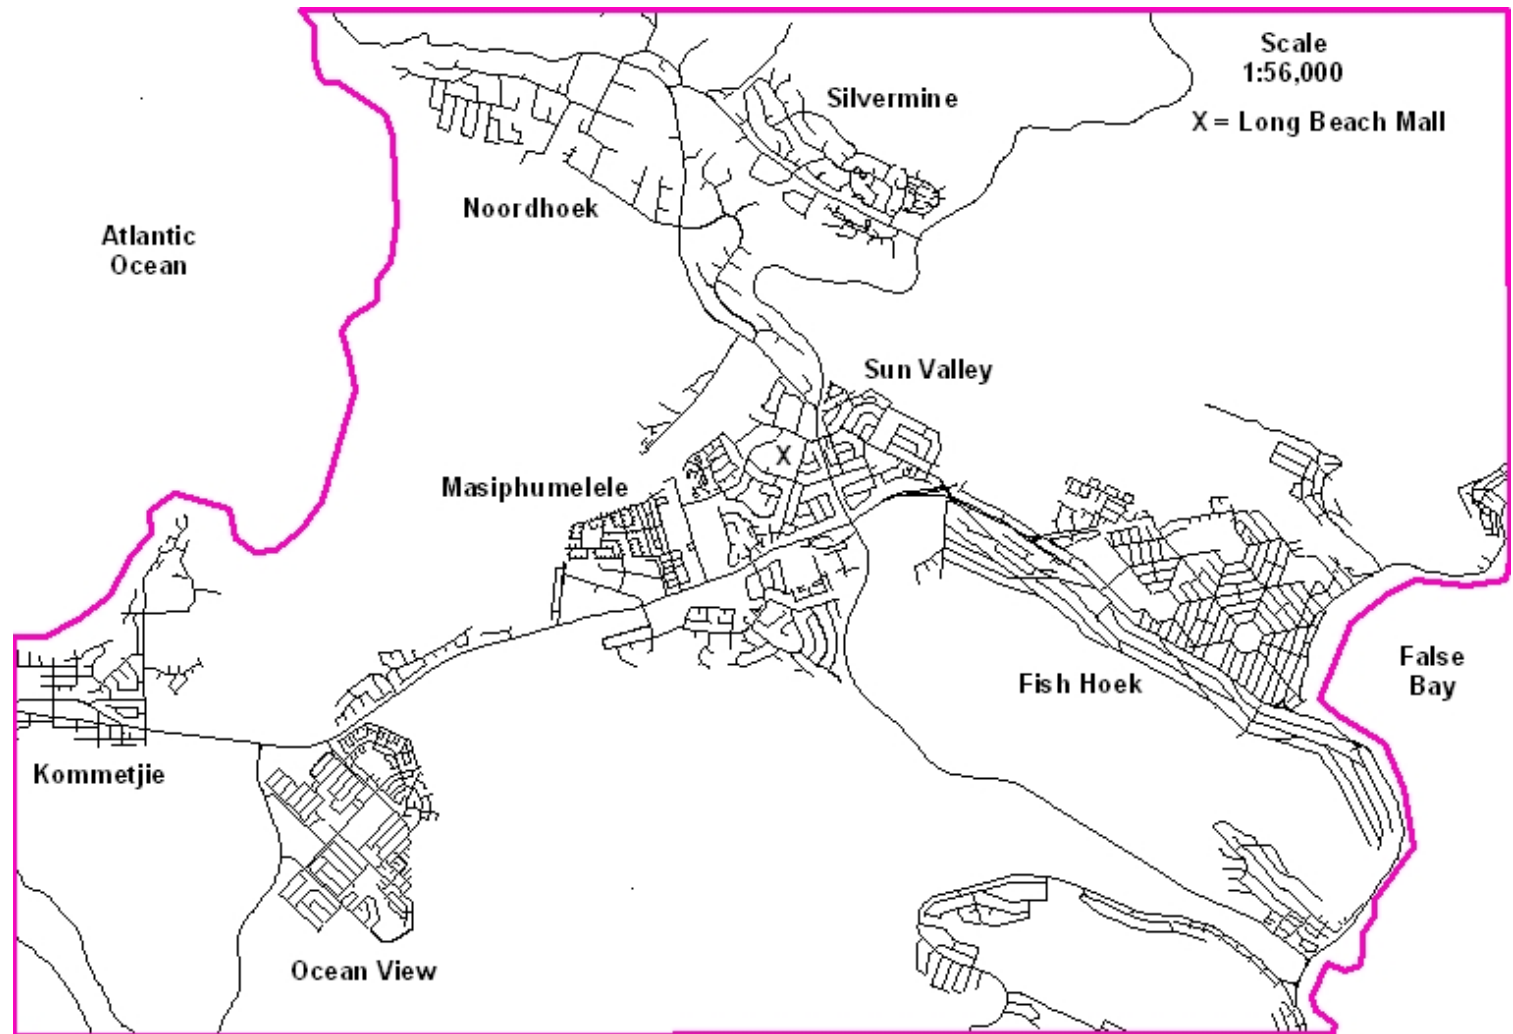 Scale
1:56,000
Silvermine
X = Long Beach Mall
Noordhoek
Atlantic
Ocean
Sun Valley
X
Masiphumelele
False
Bay
Fish Hoek
Kommetjie
Ocean View